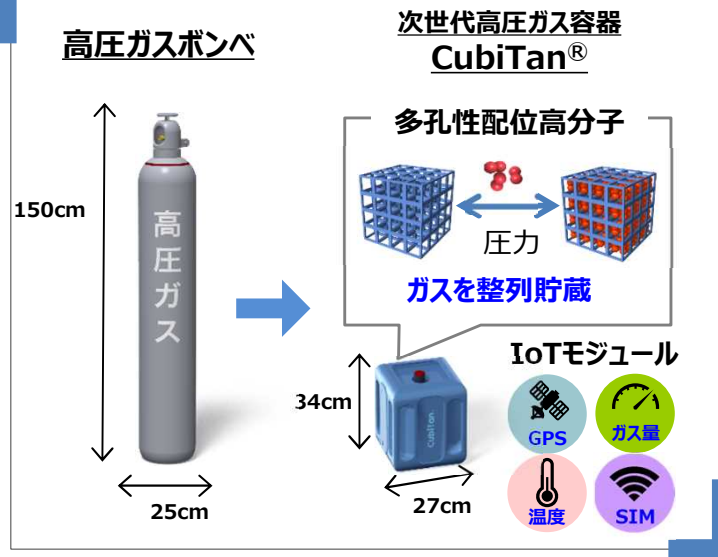 高圧ガスボンベ
次世代高圧ガス容器
CubiTan®
150cm
高圧ガス
25cm
多孔性配位高分子
圧力
ガスを整列貯蔵
34cm
CubiTan
27cm
IoTモジュール
GPS
ガス量
温度
SIM